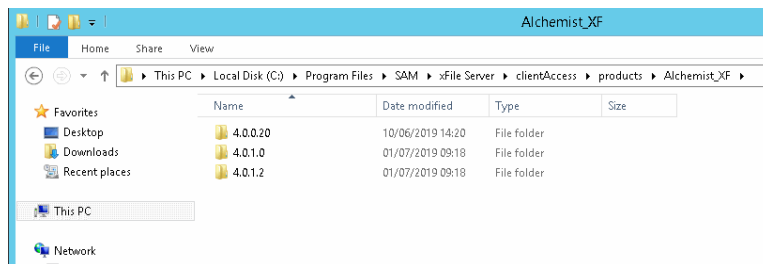 Alchemist_XF
File Home Share View
This PC Local Disk (C:) Program Files SAM xFile Server clientAccess products Alchemist_XF
Favorites
Desktop
Downloads
Recent places
This PC
Network
Name Date modified Type Size
4.0.0.20 10/06/2019 14:20 File folder
4.0.1.0 01/07/2019 09:18 File folder
4.0.1.2 01/07/2019 09:18 File folder